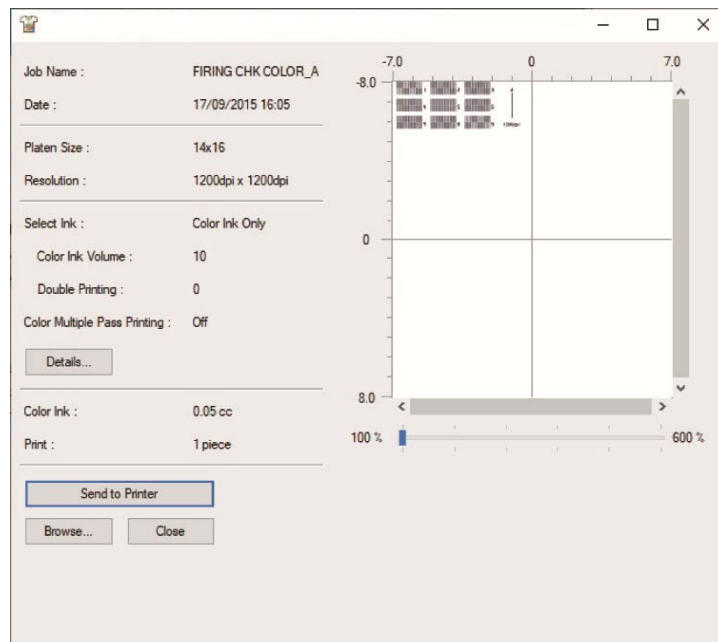 Job Name : FIRING CHK COLOR_A
Date : 17/09/2015 16:05
Platen Size : 14x16
Resolution : 1200dpi x 1200dpi
Select Ink : Color Ink Only
Color Ink Volume : 10
Double Printing : 0
Color Multiple Pass Printing : Off
Details...
Color Ink : 0.05 cc
Print : 1 piece
Send to Printer
Browse... Close
-7.0 0 7.0
-8.0
1200dpi
0
8.0
100 % 600 %